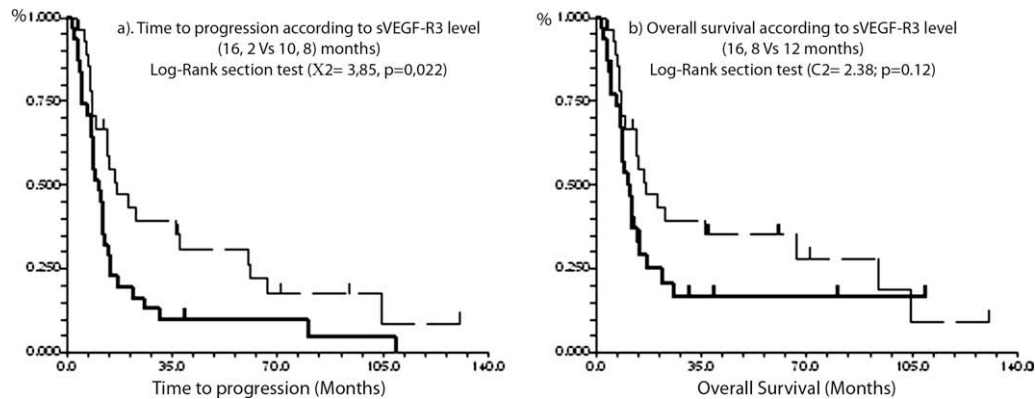 %
1.000
0.750
0.500
0.250
0.000
a). Time to progression according to sVEGF-R3 level
(16, 2 Vs 10, 8) months)
Log-Rank section test (X2= 3,85, p=0,022)
0.0 35.0 70.0 105.0 140.0
Time to progression (Months)
%
1.000
0.750
0.500
0.250
0.000
b) Overall survival according to sVEGF-R3 level
(16, 8 Vs 12 months)
Log-Rank section test (C2= 2.38; p=0.12)
0.0 35.0 70.0 105.0 140.0
Overall Survival (Months)